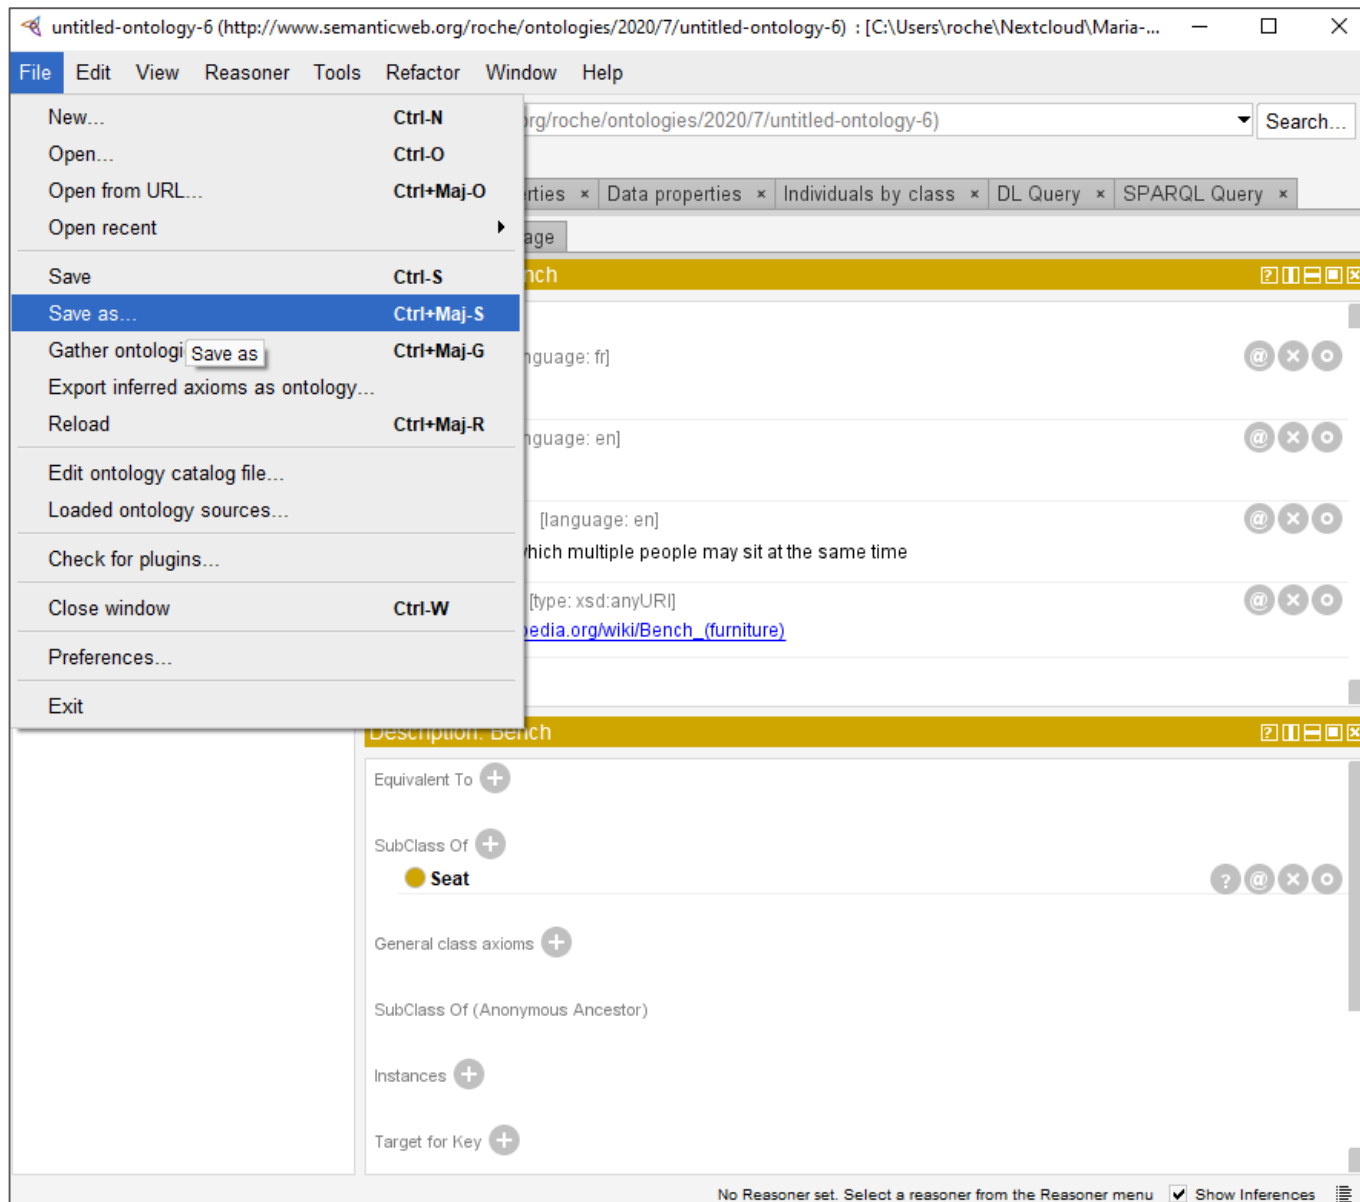 untitled-ontology-6 (http://www.semanticweb.org/roche/ontologies/2020/7/untitled-ontology-6) : [C:\Users\roche\Nextcloud\Maria-...
File Edit View Reasoner Tools Refactor Window Help
New... Ctrl-N
org/roche/ontologies/2020/7/untitled-ontology-6) Search...
Open... Ctrl-O
Open from URL... Ctrl+Maj-O
rties × Data properties × Individuals by class × DL Query × SPARQL Query ×
Open recent
age
Save Ctrl-S
nch
Save as... Ctrl+Maj-S
Gather ontologi Ctrl+Maj-G
Save as
nguage: fr]
Export inferred axioms as ontology...
Reload Ctrl+Maj-R
nguage: en]
Edit ontology catalog file...
Loaded ontology sources...
[language: en]
which multiple people may sit at the same time
Check for plugins...
Close window Ctrl-W
[type: xsd:anyURI]
pedia.org/wiki/Bench_(furniture)
Preferences...
Exit
Description: Bench
Equivalent To
SubClass Of
Seat
General class axioms
SubClass Of (Anonymous Ancestor)
Instances
Target for Key
No Reasoner set. Select a reasoner from the Reasoner menu Show Inferences